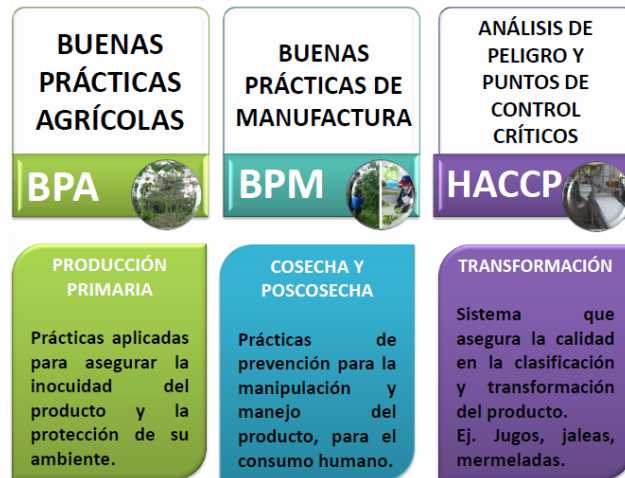 BUENAS
PRÁCTICAS
AGRÍCOLAS
BPA
PRODUCCIÓN
PRIMARIA
Prácticas aplicadas
para asegurar la
inocuidad del
producto y la
protección de su
ambiente.
BUENAS
PRÁCTICAS DE
MANUFACTURA
BPM
COSECHA Y
POSCOSECHA
Prácticas de
prevención para la
manipulación y
manejo del
producto, para el
consumo humano.
ANÁLISIS DE
PELIGRO Y
PUNTOS DE
CONTROL
CRÍTICOS
HACCP
TRANSFORMACIÓN
Sistema que
asegura la calidad
en la clasificación
y transformación
del producto.
Ej. Jugos, jaleas,
mermeladas.